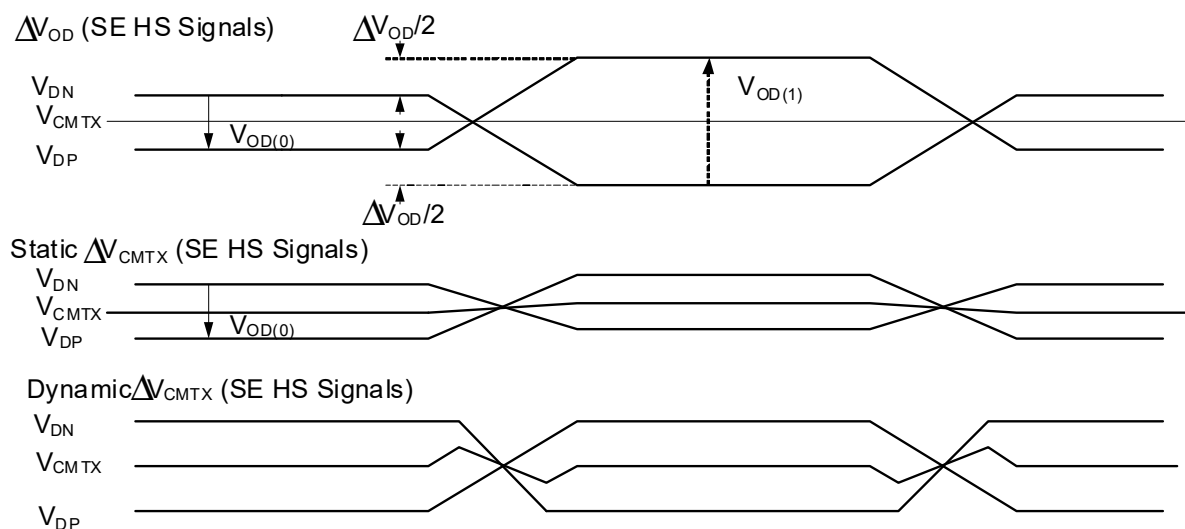 ΔV_OD (SE HS Signals)
ΔV_OD/2
V_DN
V_CMTX
V_OD(0)
V_OD(1)
V_DP
ΔV_OD/2
Static ΔV_CMTX (SE HS Signals)
V_DN
V_CMTX
V_OD(0)
V_DP
Dynamic ΔV_CMTX (SE HS Signals)
V_DN
V_CMTX
V_DP